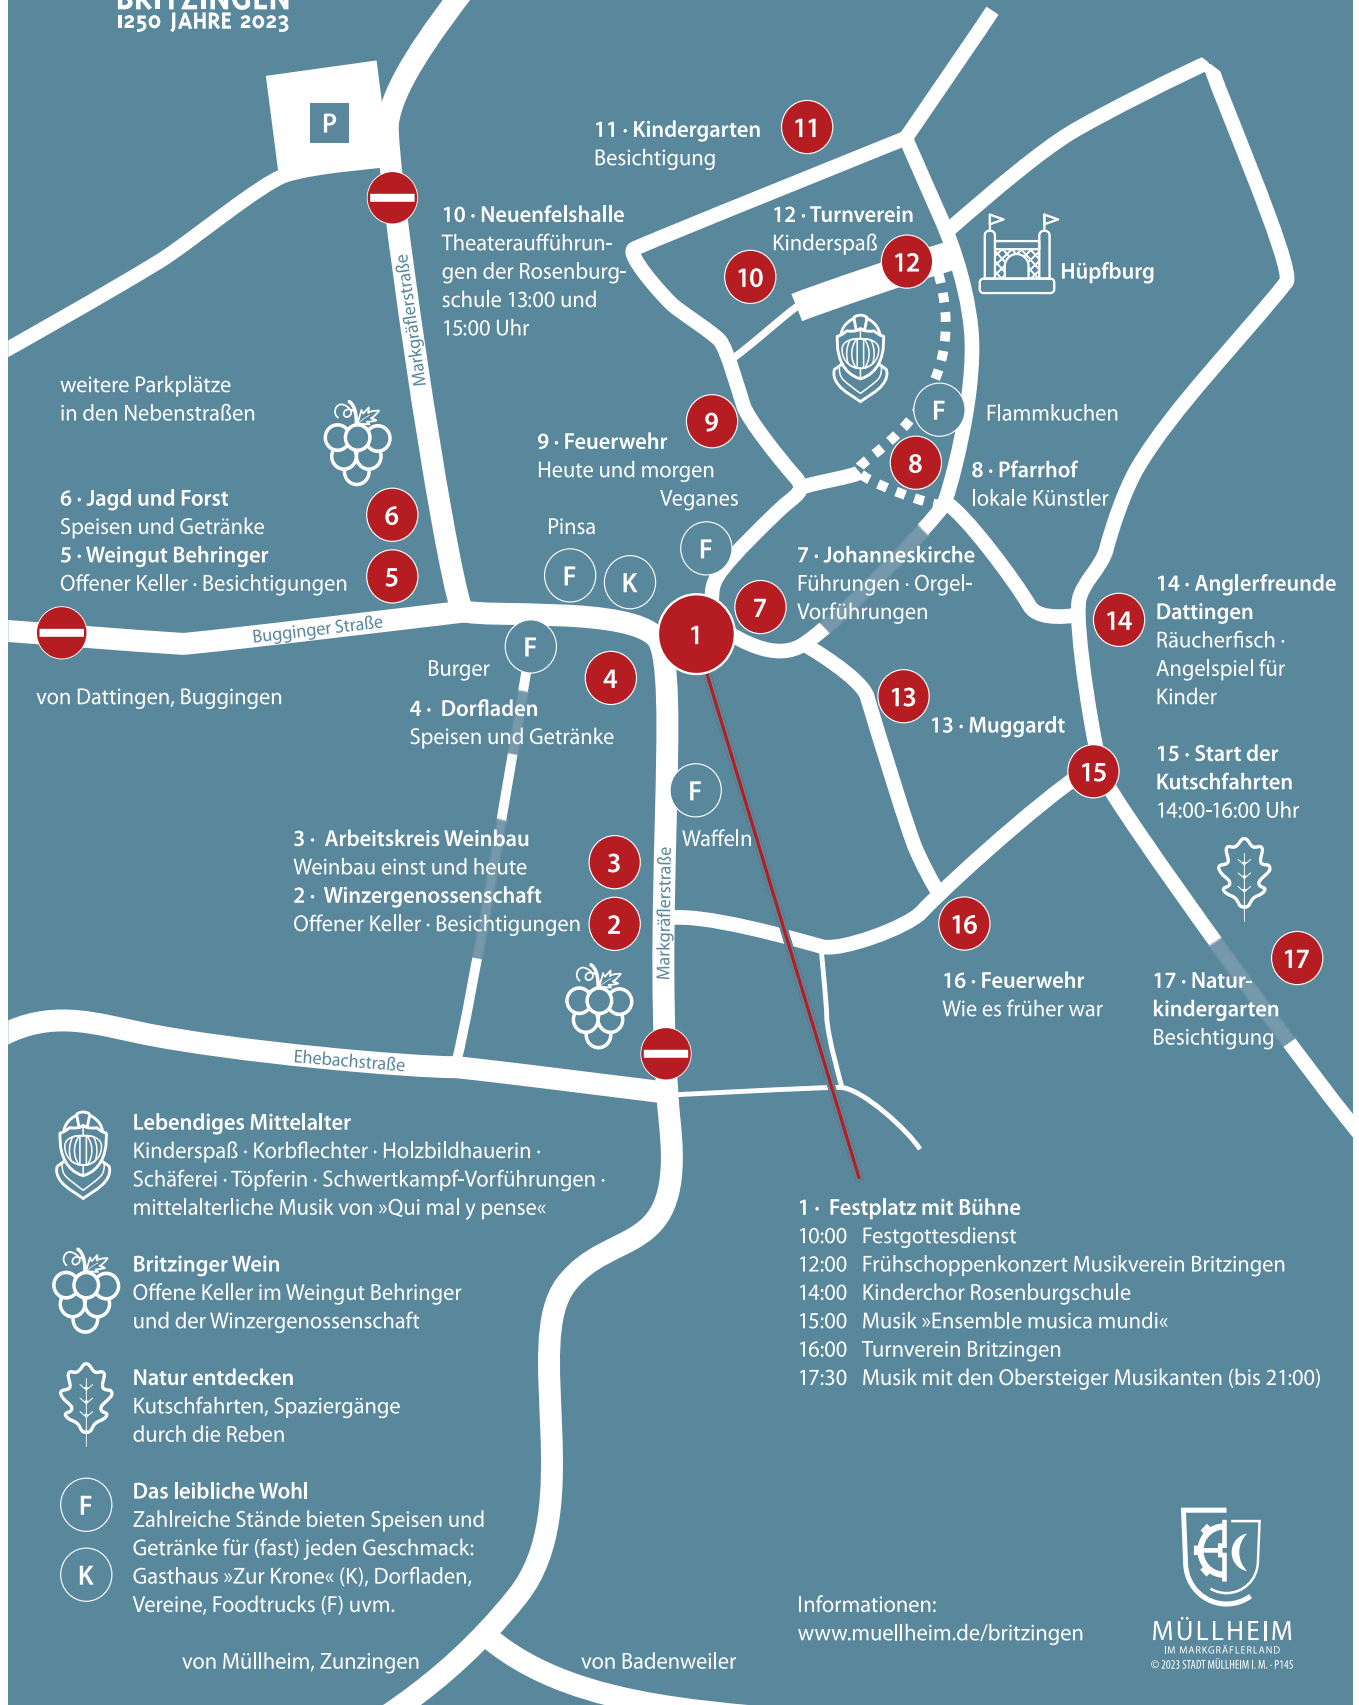 BRITZINGEN
1250 JAHRE 2023
P
11 · Kindergarten
Besichtigung
11
10 · Neuenfelshalle
Theateraufführun-
gen der Rosenburg-
schule 13:00 und
15:00 Uhr
12 · Turnverein
Kinderspaß
12
10
Hüpfburg
Markgräflerstraße
weitere Parkplätze
in den Nebenstraßen
9
9 · Feuerwehr
Heute und morgen
F
Flammkuchen
8
8 · Pfarrhof
lokale Künstler
6 · Jagd und Forst
Speisen und Getränke
6
5 · Weingut Behringer
Offener Keller · Besichtigungen
5
Veganes
F
Pinsa
F
K
7 · Johanneskirche
Führungen · Orgel-
Vorführungen
7
1
14 · Anglerfreunde
Dattingen
Räucherfisch ·
Angelspiel für
Kinder
14
Bugginger Straße
von Dattingen, Buggingen
F
Burger
4
4 · Dorfladen
Speisen und Getränke
13
13 · Muggardt
15
15 · Start der
Kutschfahrten
14:00-16:00 Uhr
F
Waffeln
3 · Arbeitskreis Weinbau
Weinbau einst und heute
3
2 · Winzergenossenschaft
Offener Keller · Besichtigungen
2
Markgräflerstraße
16
16 · Feuerwehr
Wie es früher war
17
17 · Natur-
kindergarten
Besichtigung
Ehebachstraße
Lebendiges Mittelalter
Kinderspaß · Korbflechter · Holzbildhauerin ·
Schäferei · Töpferin · Schwertkampf-Vorführungen ·
mittelalterliche Musik von »Qui mal y pense«
Britzinger Wein
Offene Keller im Weingut Behringer
und der Winzergenossenschaft
Natur entdecken
Kutschfahrten, Spaziergänge
durch die Reben
F
K
Das leibliche Wohl
Zahlreiche Stände bieten Speisen und
Getränke für (fast) jeden Geschmack:
Gasthaus »Zur Krone« (K), Dorfladen,
Vereine, Foodtrucks (F) uvm.
1 · Festplatz mit Bühne
10:00 Festgottesdienst
12:00 Frühschoppenkonzert Musikverein Britzingen
14:00 Kinderchor Rosenburgschule
15:00 Musik »Ensemble musica mundi«
16:00 Turnverein Britzingen
17:30 Musik mit den Obersteiger Musikanten (bis 21:00)
Informationen:
www.muellheim.de/britzingen
von Müllheim, Zunzingen
von Badenweiler
MÜLLHEIM
IM MARKGRÄFLERLAND
© 2023 STADT MÜLLHEIM I. M. · P145